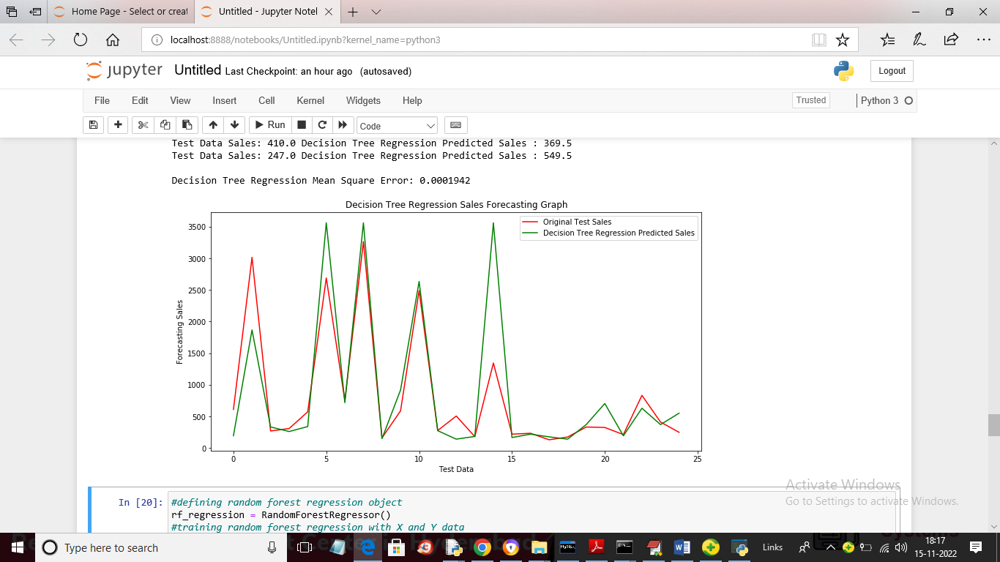 Home Page - Select or creat
Untitled - Jupyter Notel
localhost:8888/notebooks/Untitled.ipynb?kernel_name=python3
jupyter Untitled Last Checkpoint: an hour ago (autosaved)
Logout
File Edit View Insert Cell Kernel Widgets Help
Trusted
Python 3
Run
Code
Test Data Sales: 410.0 Decision Tree Regression Predicted Sales : 369.5
Test Data Sales: 247.0 Decision Tree Regression Predicted Sales : 549.5
Decision Tree Regression Mean Square Error: 0.0001942
Decision Tree Regression Sales Forecasting Graph
Original Test Sales
Decision Tree Regression Predicted Sales
3500
3000
2500
2000
1500
1000
500
0
Forecasting Sales
0 5 10 15 20 25
Test Data
Activate Windows
Go to Settings to activate Windows.
In [20]: #defining random forest regression object
rf_regression = RandomForestRegressor()
#training random forest regression with X and Y data
Type here to search
Links
18:17
15-11-2022